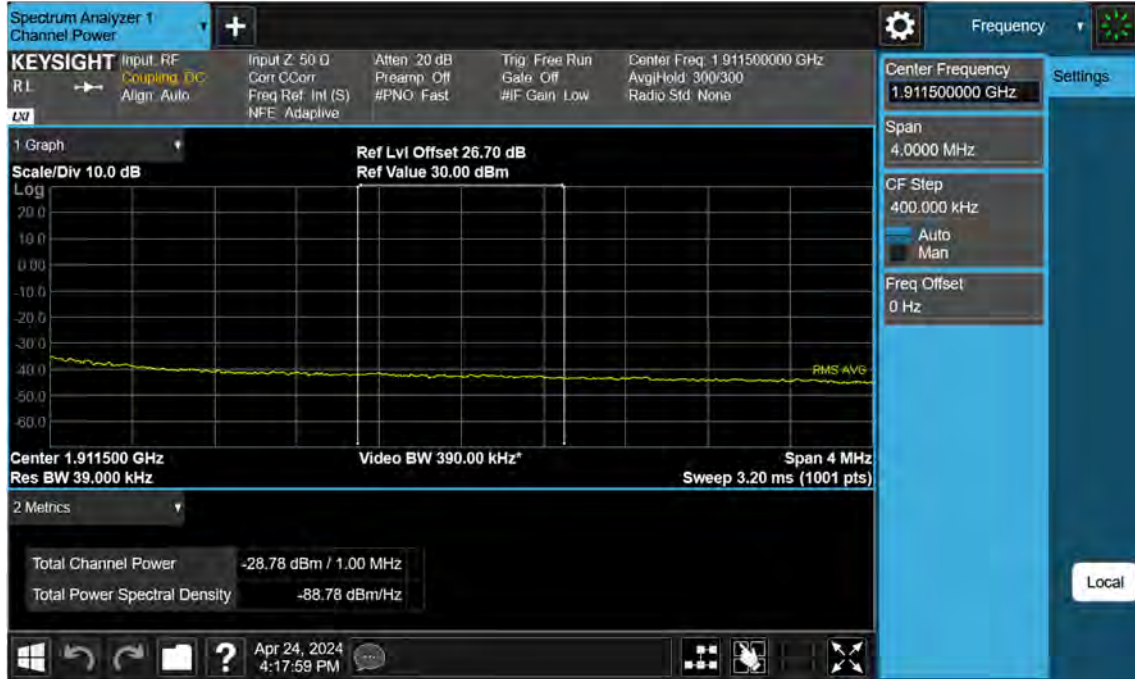 Spectrum Analyzer 1
Channel Power
+
Frequency
KEYSIGHT
RL
LXI
Input: RF
Coupling: DC
Align: Auto
Input Z: 50 Ω
Corr CCorr
Freq Ref: Int (S)
NFE: Adaptive
Atten: 20 dB
Preamp: Off
#PNO: Fast
Trig: Free Run
Gate: Off
#IF Gain: Low
Center Freq: 1.911500000 GHz
Avg|Hold: 300/300
Radio Std: None
Center Frequency
1.911500000 GHz
Settings
Span
4.0000 MHz
CF Step
400.000 kHz
Auto
Man
Freq Offset
0 Hz
1 Graph
Scale/Div 10.0 dB
Ref Lvl Offset 26.70 dB
Ref Value 30.00 dBm
Log
20.0
10.0
0.00
-10.0
-20.0
-30.0
-40.0
-50.0
-60.0
RMS AVG
Center 1.911500 GHz
Video BW 390.00 kHz*
Span 4 MHz
Res BW 39.000 kHz
Sweep 3.20 ms (1001 pts)
2 Metrics
Total Channel Power -28.78 dBm / 1.00 MHz
Total Power Spectral Density -88.78 dBm/Hz
Local
?
Apr 24, 2024
4:17:59 PM